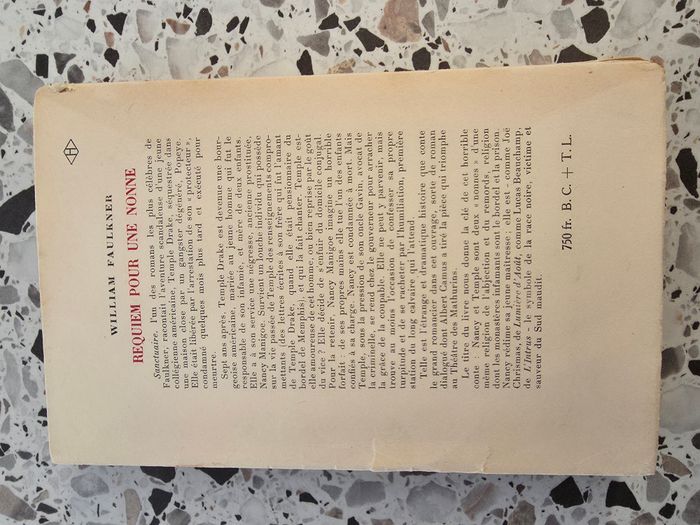 WILLIAM FAULKNER
REQUIEM POUR UNE NONNE
Sanctuaire, l'un des romans les plus célèbres de
Faulkner, racontait l'aventure scandaleuse d'une jeune
collégienne américaine, Temple Drake, séquestrée dans
une maison close par un gangster dégénéré, Popeye.
Elle était libérée par l'arrestation de son « protecteur »,
condamné quelques mois plus tard et exécuté pour
meurtre.
Sept ans après, Temple Drake est devenue une bour-
geoise américaine, mariée au jeune homme qui fut le
responsable de son drame, et mère de deux enfants.
Elle a à son service une négresse, ancienne prostituée,
Nancy Manigoe. Survient un louche individu qui possède
sur la vie passée de Temple des renseignements compro-
mettants (des lettres écrites à son frère qui fut l'amant
de Temple Drake, quand elle était pensionnaire du
bordel de Memphis), et qui la fait chanter. Temple est-
elle amoureuse de cet homme, ou bien reprise par le goût
du vice ? Elle décide de s'enfuir du domicile conjugal.
Pour la retenir, Nancy Manigoe imagine un horrible
forfait : de ses propres mains elle tue l'un des enfants
confiés à sa charge. Nancy est condamnée à mort. Mais
Temple, sous la pression de son oncle Gavin, avocat de
la criminelle, se rend chez le gouverneur pour arracher
la grâce de la coupable. Elle ne peut y parvenir, mais
trouve ainsi l'occasion de confesser sa propre
turpitude et de se racheter par l'humiliation, première
station du long calvaire qui l'attend.
Telle est l'étrange et dramatique histoire que conte
le grand romancier dans cet ouvrage, sorte de roman
dialogué dont Albert Camus a tiré la pièce qui triomphe
au Théâtre des Mathurins.
Le titre du livre nous donne la clé de cet horrible
conte : Nancy et Temple sont deux « nonnes » d'une
même religion de l'abjection et du remords, religion
dont les monastères infamants sont le bordel et la prison.
Nancy domine sa jeune maîtresse : elle est, comme Joë
Christmas, de Lumière d'Août, comme Lucas Beauchamp,
de L'Intrus, le symbole de la race noire, victime et
sauveur du Sud maudit.
750 fr. B. C. + T. L.